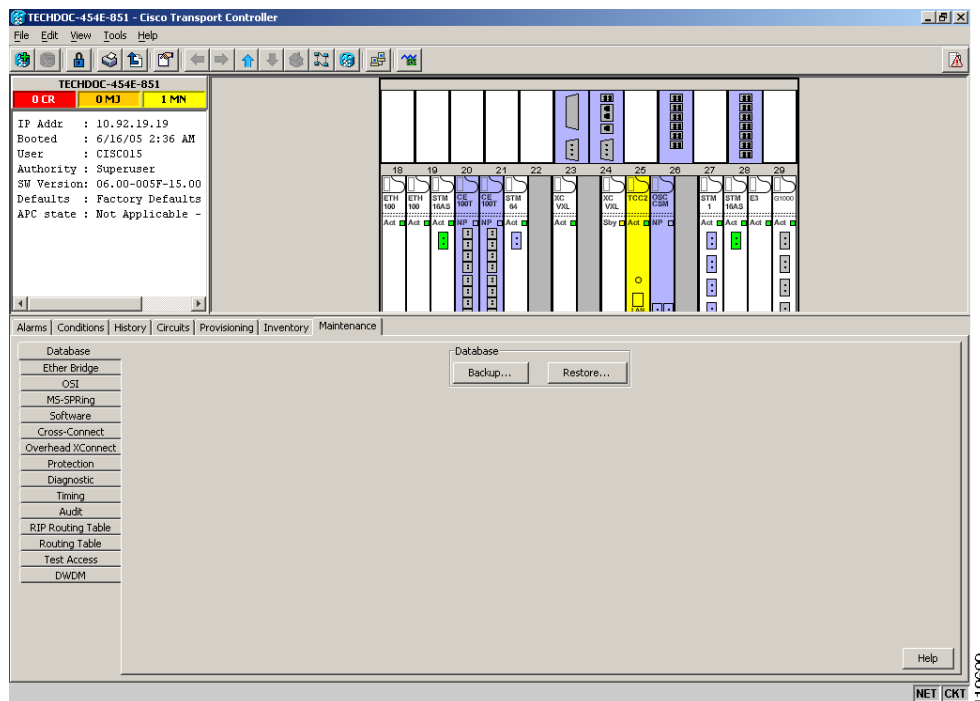 TECHDOC-454E-851 - Cisco Transport Controller
File Edit View Tools Help
TECHDOC-454E-851
0 CR 0 MJ 1 MN
IP Addr : 10.92.19.19
Booted : 6/16/05 2:36 AM
User : CISCO15
Authority : Superuser
SW Version: 06.00-005F-15.00
Defaults : Factory Defaults
APC state : Not Applicable -
18 19 20 21 22 23 24 25 26 27 28 29
ETH 100 ETH 100 STM 16AS CE 100T CE 100T STM 64 XC VXL XC VXL TCC2 OSC CSM STM 1 STM 16AS E3 G1000
Act Act Act NP NP Act Act Sby Act NP Act Act Act Act
LAN
Alarms Conditions History Circuits Provisioning Inventory Maintenance
Database
Ether Bridge
OSI
MS-SPRing
Software
Cross-Connect
Overhead XConnect
Protection
Diagnostic
Timing
Audit
RIP Routing Table
Routing Table
Test Access
DWDM
Database
Backup... Restore...
Help
NET CKT